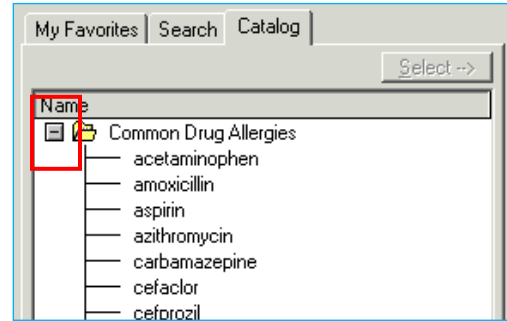 My Favorites Search Catalog
Select -->
Name
Common Drug Allergies
acetaminophen
amoxicillin
aspirin
azithromycin
carbamazepine
cefaclor
cefprozil